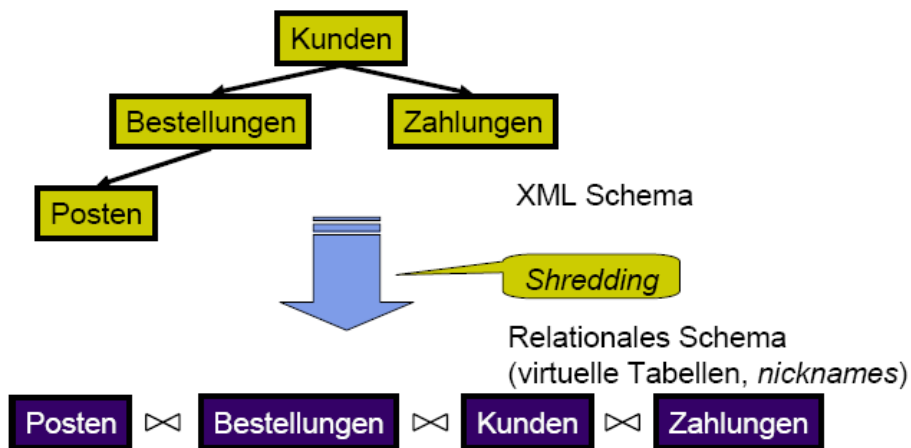 Kunden
Bestellungen Zahlungen
Posten
XML Schema
Shredding
Relationales Schema
(virtuelle Tabellen, nicknames)
Posten ⋈ Bestellungen ⋈ Kunden ⋈ Zahlungen